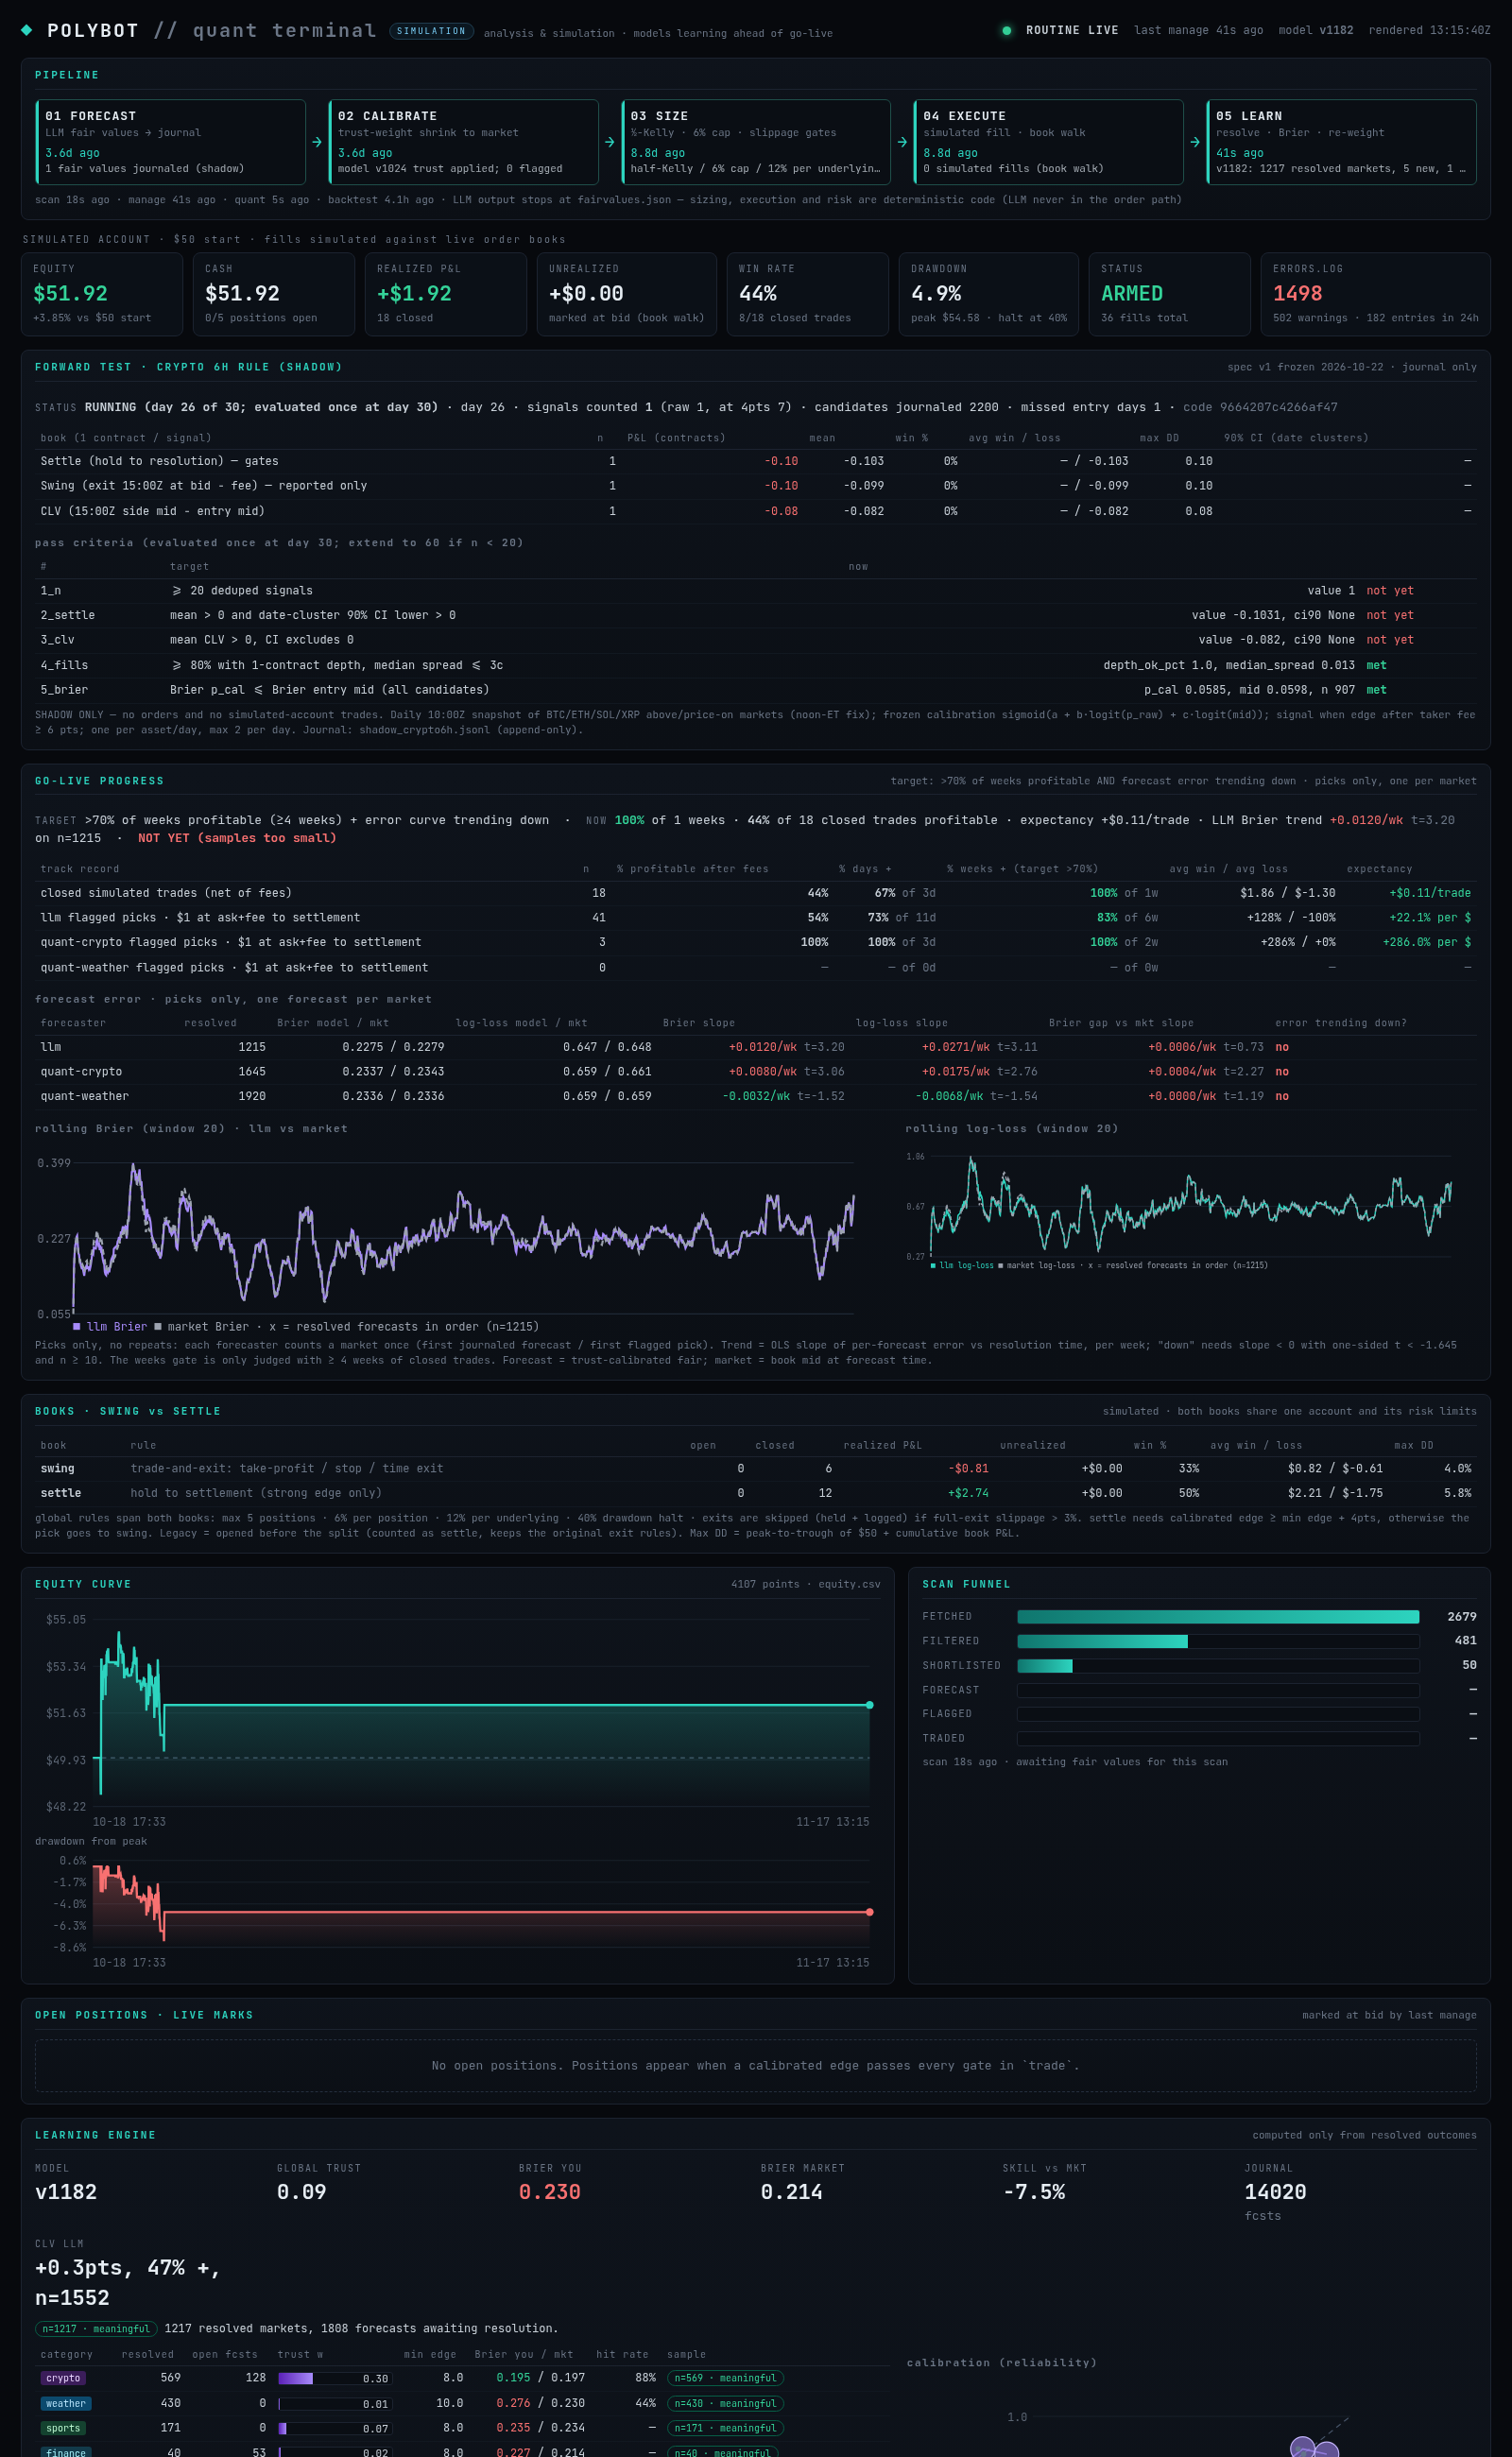 ◆ POLYBOT // quant terminal SIMULATION analysis & simulation · models learning ahead of go-live ROUTINE LIVE last manage 41s ago model v1182 rendered 13:15:40Z
PIPELINE
01 FORECAST
LLM fair values → journal
3.6d ago
1 fair values journaled (shadow)
→
02 CALIBRATE
trust-weight shrink to market
3.6d ago
model v1024 trust applied; 0 flagged
→
03 SIZE
½-Kelly · 6% cap · slippage gates
8.8d ago
half-Kelly / 6% cap / 12% per underlyin…
→
04 EXECUTE
simulated fill · book walk
8.8d ago
0 simulated fills (book walk)
→
05 LEARN
resolve · Brier · re-weight
41s ago
v1182: 1217 resolved markets, 5 new, 1 …
scan 18s ago · manage 41s ago · quant 5s ago · backtest 4.1h ago · LLM output stops at fairvalues.json — sizing, execution and risk are deterministic code (LLM never in the order path)
SIMULATED ACCOUNT · $50 start · fills simulated against live order books
EQUITY
$51.92
+3.85% vs $50 start
CASH
$51.92
0/5 positions open
REALIZED P&L
+$1.92
18 closed
UNREALIZED
+$0.00
marked at bid (book walk)
WIN RATE
44%
8/18 closed trades
DRAWDOWN
4.9%
peak $54.58 · halt at 40%
STATUS
ARMED
36 fills total
ERRORS.LOG
1498
502 warnings · 182 entries in 24h
FORWARD TEST · CRYPTO 6H RULE (SHADOW) spec v1 frozen 2026-10-22 · journal only
STATUS RUNNING (day 26 of 30; evaluated once at day 30) · day 26 · signals counted 1 (raw 1, at 4pts 7) · candidates journaled 2200 · missed entry days 1 · code 9664207c4266af47
book (1 contract / signal) n P&L (contracts) mean win % avg win / loss max DD 90% CI (date clusters)
Settle (hold to resolution) — gates 1 -0.10 -0.103 0% — / -0.103 0.10 —
Swing (exit 15:00Z at bid - fee) — reported only 1 -0.10 -0.099 0% — / -0.099 0.10 —
CLV (15:00Z side mid - entry mid) 1 -0.08 -0.082 0% — / -0.082 0.08 —
pass criteria (evaluated once at day 30; extend to 60 if n < 20)
# target now
1_n ≥ 20 deduped signals value 1 not yet
2_settle mean > 0 and date-cluster 90% CI lower > 0 value -0.1031, ci90 None not yet
3_clv mean CLV > 0, CI excludes 0 value -0.082, ci90 None not yet
4_fills ≥ 80% with 1-contract depth, median spread ≤ 3c depth_ok_pct 1.0, median_spread 0.013 met
5_brier Brier p_cal ≤ Brier entry mid (all candidates) p_cal 0.0585, mid 0.0598, n 907 met
SHADOW ONLY — no orders and no simulated-account trades. Daily 10:00Z snapshot of BTC/ETH/SOL/XRP above/price-on markets (noon-ET fix); frozen calibration sigmoid(a + b·logit(p_raw) + c·logit(mid)); signal when edge after taker fee
≥ 6 pts; one per asset/day, max 2 per day. Journal: shadow_crypto6h.jsonl (append-only).
GO-LIVE PROGRESS target: >70% of weeks profitable AND forecast error trending down · picks only, one per market
TARGET >70% of weeks profitable (≥4 weeks) + error curve trending down · NOW 100% of 1 weeks · 44% of 18 closed trades profitable · expectancy +$0.11/trade · LLM Brier trend +0.0120/wk t=3.20
on n=1215 · NOT YET (samples too small)
track record n % profitable after fees % days + % weeks + (target >70%) avg win / avg loss expectancy
closed simulated trades (net of fees) 18 44% 67% of 3d 100% of 1w $1.86 / $-1.30 +$0.11/trade
llm flagged picks · $1 at ask+fee to settlement 41 54% 73% of 11d 83% of 6w +128% / -100% +22.1% per $
quant-crypto flagged picks · $1 at ask+fee to settlement 3 100% 100% of 3d 100% of 2w +286% / +0% +286.0% per $
quant-weather flagged picks · $1 at ask+fee to settlement 0 — — of 0d — of 0w — —
forecast error · picks only, one forecast per market
forecaster resolved Brier model / mkt log-loss model / mkt Brier slope log-loss slope Brier gap vs mkt slope error trending down?
llm 1215 0.2275 / 0.2279 0.647 / 0.648 +0.0120/wk t=3.20 +0.0271/wk t=3.11 +0.0006/wk t=0.73 no
quant-crypto 1645 0.2337 / 0.2343 0.659 / 0.661 +0.0080/wk t=3.06 +0.0175/wk t=2.76 +0.0004/wk t=2.27 no
quant-weather 1920 0.2336 / 0.2336 0.659 / 0.659 -0.0032/wk t=-1.52 -0.0068/wk t=-1.54 +0.0000/wk t=1.19 no
rolling Brier (window 20) · llm vs market
0.399
0.227
0.055
■ llm Brier ■ market Brier · x = resolved forecasts in order (n=1215)
rolling log-loss (window 20)
1.06
0.67
0.27
■ llm log-loss ■ market log-loss · x = resolved forecasts in order (n=1215)
Picks only, no repeats: each forecaster counts a market once (first journaled forecast / first flagged pick). Trend = OLS slope of per-forecast error vs resolution time, per week; "down" needs slope < 0 with one-sided t < -1.645
and n ≥ 10. The weeks gate is only judged with ≥ 4 weeks of closed trades. Forecast = trust-calibrated fair; market = book mid at forecast time.
BOOKS · SWING vs SETTLE simulated · both books share one account and its risk limits
book rule open closed realized P&L unrealized win % avg win / loss max DD
swing trade-and-exit: take-profit / stop / time exit 0 6 -$0.81 +$0.00 33% $0.82 / $-0.61 4.0%
settle hold to settlement (strong edge only) 0 12 +$2.74 +$0.00 50% $2.21 / $-1.75 5.8%
global rules span both books: max 5 positions · 6% per position · 12% per underlying · 40% drawdown halt · exits are skipped (held + logged) if full-exit slippage > 3%. settle needs calibrated edge ≥ min edge + 4pts, otherwise the
pick goes to swing. Legacy = opened before the split (counted as settle, keeps the original exit rules). Max DD = peak-to-trough of $50 + cumulative book P&L.
EQUITY CURVE 4107 points · equity.csv
$55.05
$53.34
$51.63
$49.93
$48.22
10-18 17:33 11-17 13:15
drawdown from peak
0.6%
-1.7%
-4.0%
-6.3%
-8.6%
10-18 17:33 11-17 13:15
SCAN FUNNEL
FETCHED 2679
FILTERED 481
SHORTLISTED 50
FORECAST —
FLAGGED —
TRADED —
scan 18s ago · awaiting fair values for this scan
OPEN POSITIONS · LIVE MARKS marked at bid by last manage
No open positions. Positions appear when a calibrated edge passes every gate in `trade`.
LEARNING ENGINE computed only from resolved outcomes
MODEL
v1182
GLOBAL TRUST
0.09
BRIER YOU
0.230
BRIER MARKET
0.214
SKILL vs MKT
-7.5%
JOURNAL
14020
fcsts
CLV LLM
+0.3pts, 47% +,
n=1552
n=1217 · meaningful 1217 resolved markets, 1808 forecasts awaiting resolution.
category resolved open fcsts trust w min edge Brier you / mkt hit rate sample
crypto 569 128 0.30 8.0 0.195 / 0.197 88% n=569 · meaningful
weather 430 0 0.01 10.0 0.276 / 0.230 44% n=430 · meaningful
sports 171 0 0.07 8.0 0.235 / 0.234 — n=171 · meaningful
finance 40 53 0.02 8.0 0.227 / 0.214 — n=40 · meaningful
calibration (reliability)
1.0